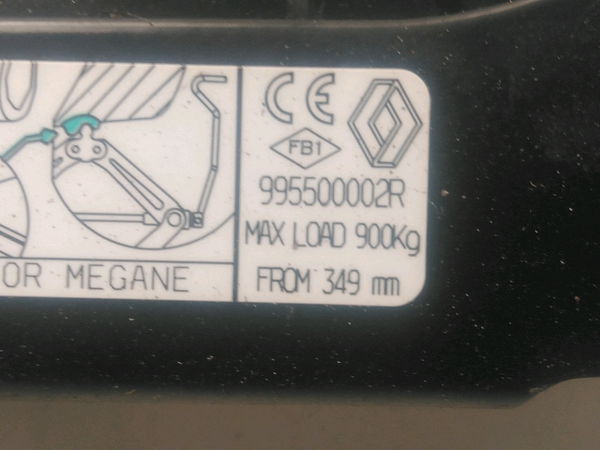 CE
FB1
995500002R
MAX LOAD 900Kg
OR MEGANE
FROM 349 mm